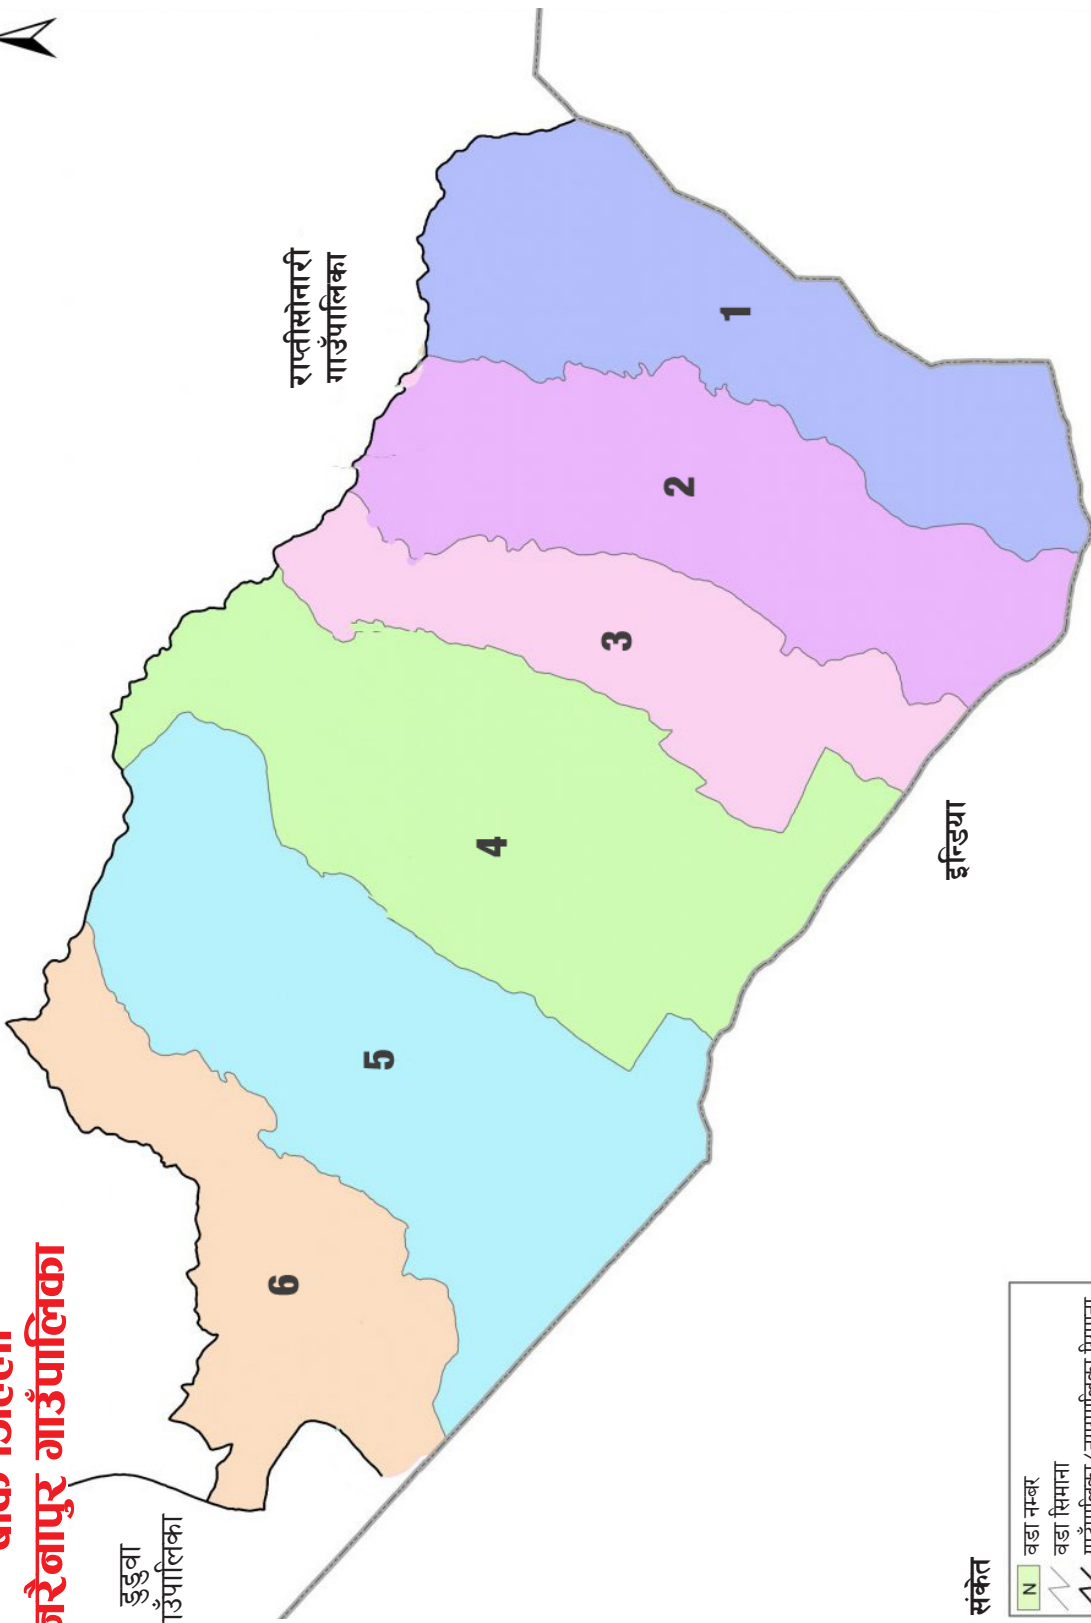 नरैनापुर गाउँपालिका
डुडुवा
राप्तीसोनारी
गाउँपालिका
6
5
4
3
2
1
इन्डिया
संकेत
N वडा नम्बर
वडा सिमाना